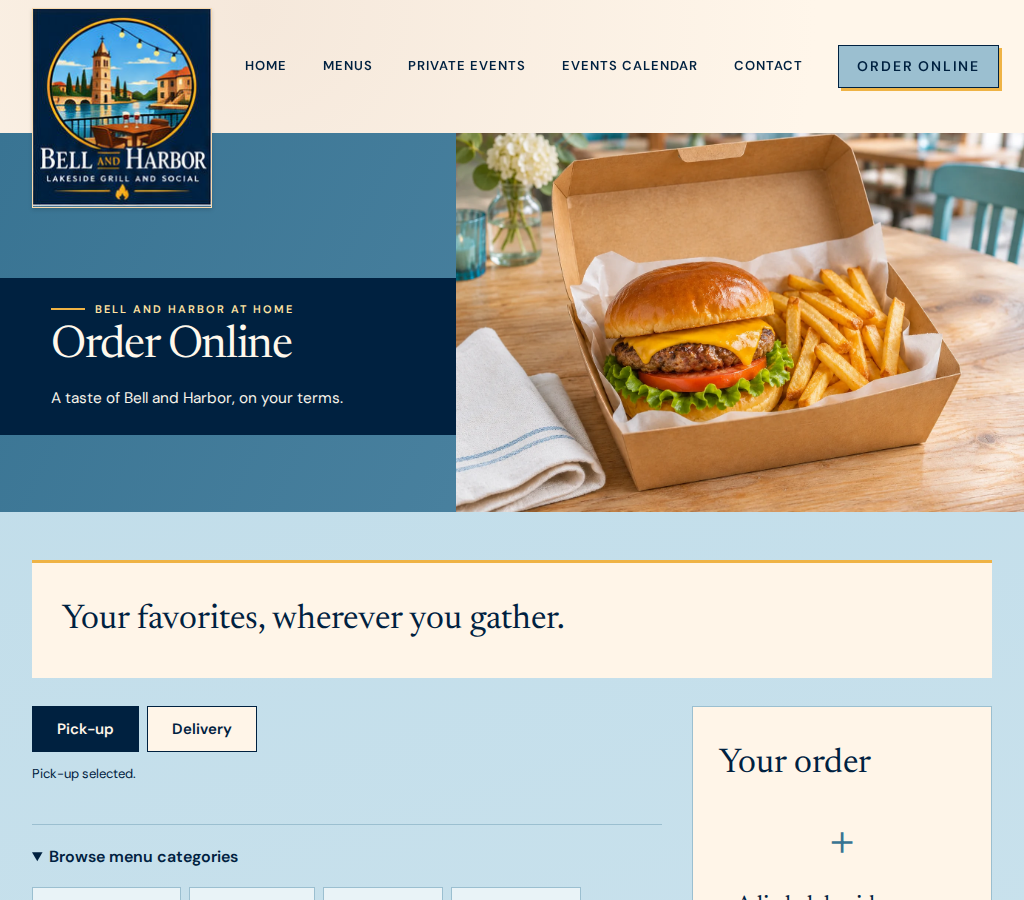 BELL AND HARBOR
LAKESIDE GRILL AND SOCIAL
HOME
MENUS
PRIVATE EVENTS
EVENTS CALENDAR
CONTACT
ORDER ONLINE
BELL AND HARBOR AT HOME
Order Online
A taste of Bell and Harbor, on your terms.
Your favorites, wherever you gather.
Pick-up
Delivery
Pick-up selected.
▼ Browse menu categories
Your order
+